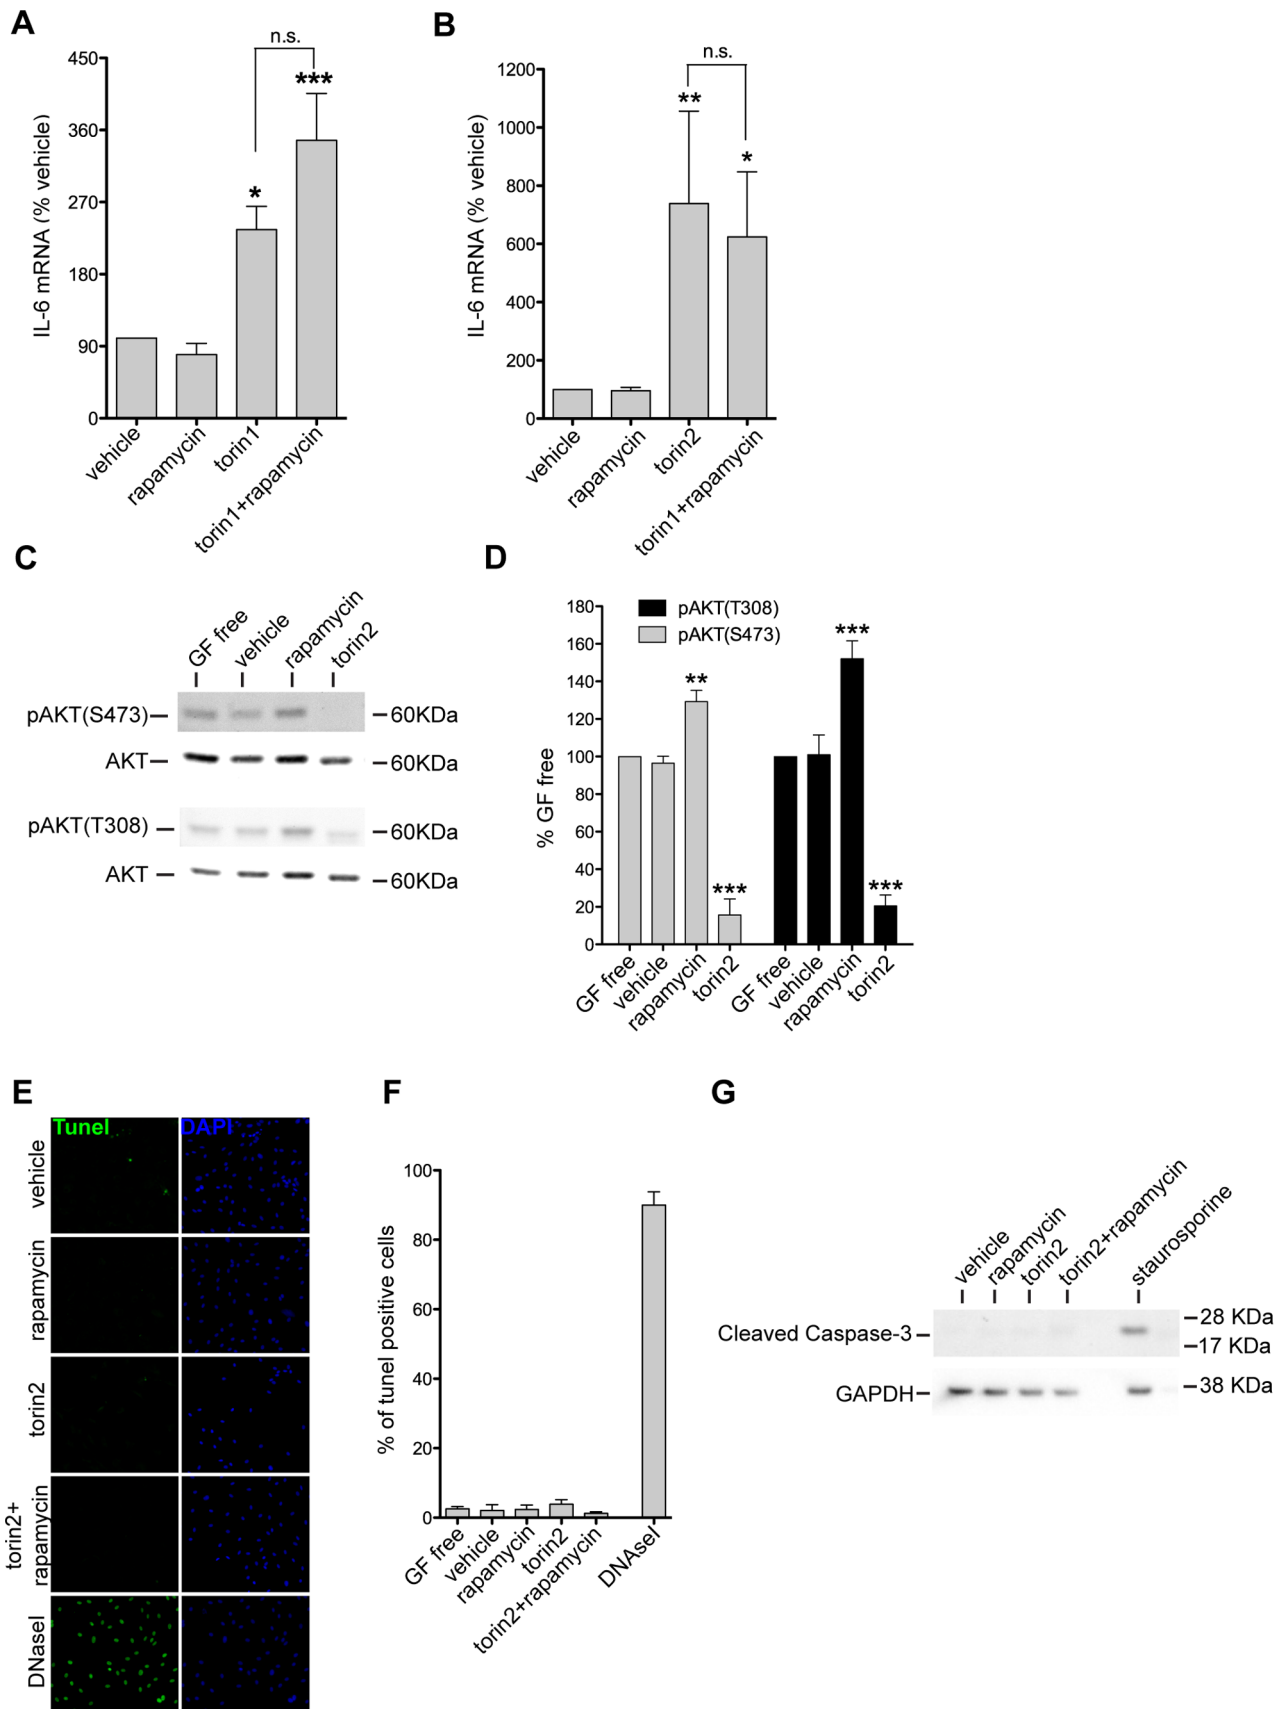 A
n.s.
***
*
450
360
270
180
90
0
IL-6 mRNA (% vehicle)
vehicle
rapamycin
torin1
torin1+rapamycin
B
n.s.
**
*
1200
1000
800
600
400
200
0
IL-6 mRNA (% vehicle)
vehicle
rapamycin
torin2
torin1+rapamycin
C
GF free
vehicle
rapamycin
torin2
pAKT(S473)
60KDa
AKT
60KDa
pAKT(T308)
60KDa
AKT
60KDa
D
pAKT(T308)
pAKT(S473)
180
160
140
120
100
80
60
40
20
0
% GF free
**
***
***
***
GF free
vehicle
rapamycin
torin2
GF free
vehicle
rapamycin
torin2
E
Tunel
DAPI
vehicle
rapamycin
torin2
torin2+
rapamycin
DNaseI
F
100
80
60
40
20
0
% of tunel positive cells
GF free
vehicle
rapamycin
torin2
torin2+rapamycin
DNAseI
G
vehicle
rapamycin
torin2
torin2+rapamycin
staurosporine
Cleaved Caspase-3
28 KDa
17 KDa
GAPDH
38 KDa